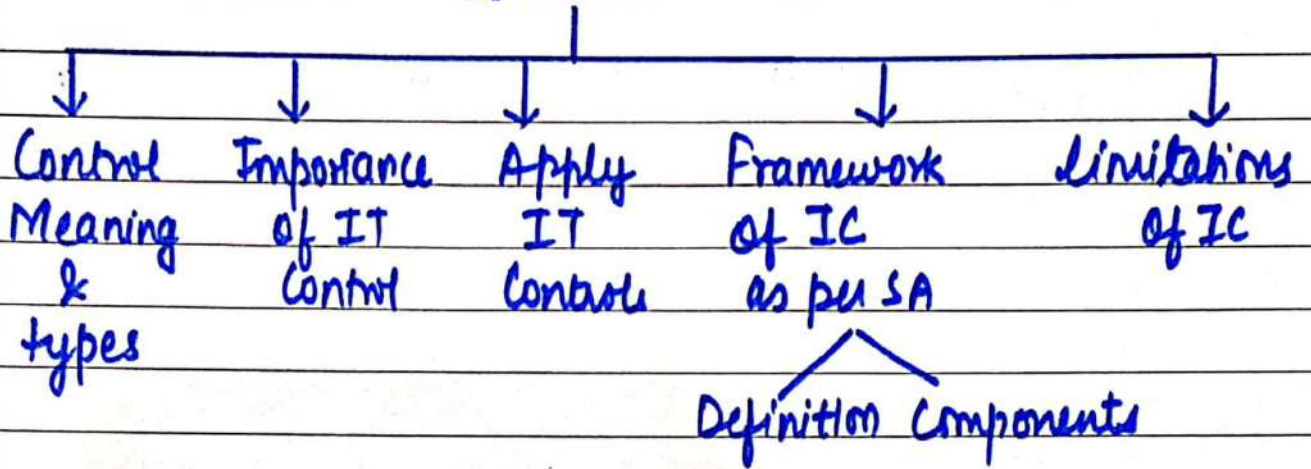 Control
Meaning
&
types
Importance
of IT
Control
Apply
IT
Controls
Framework
of IC
as per SA
Definition
Components
limitations
of IC